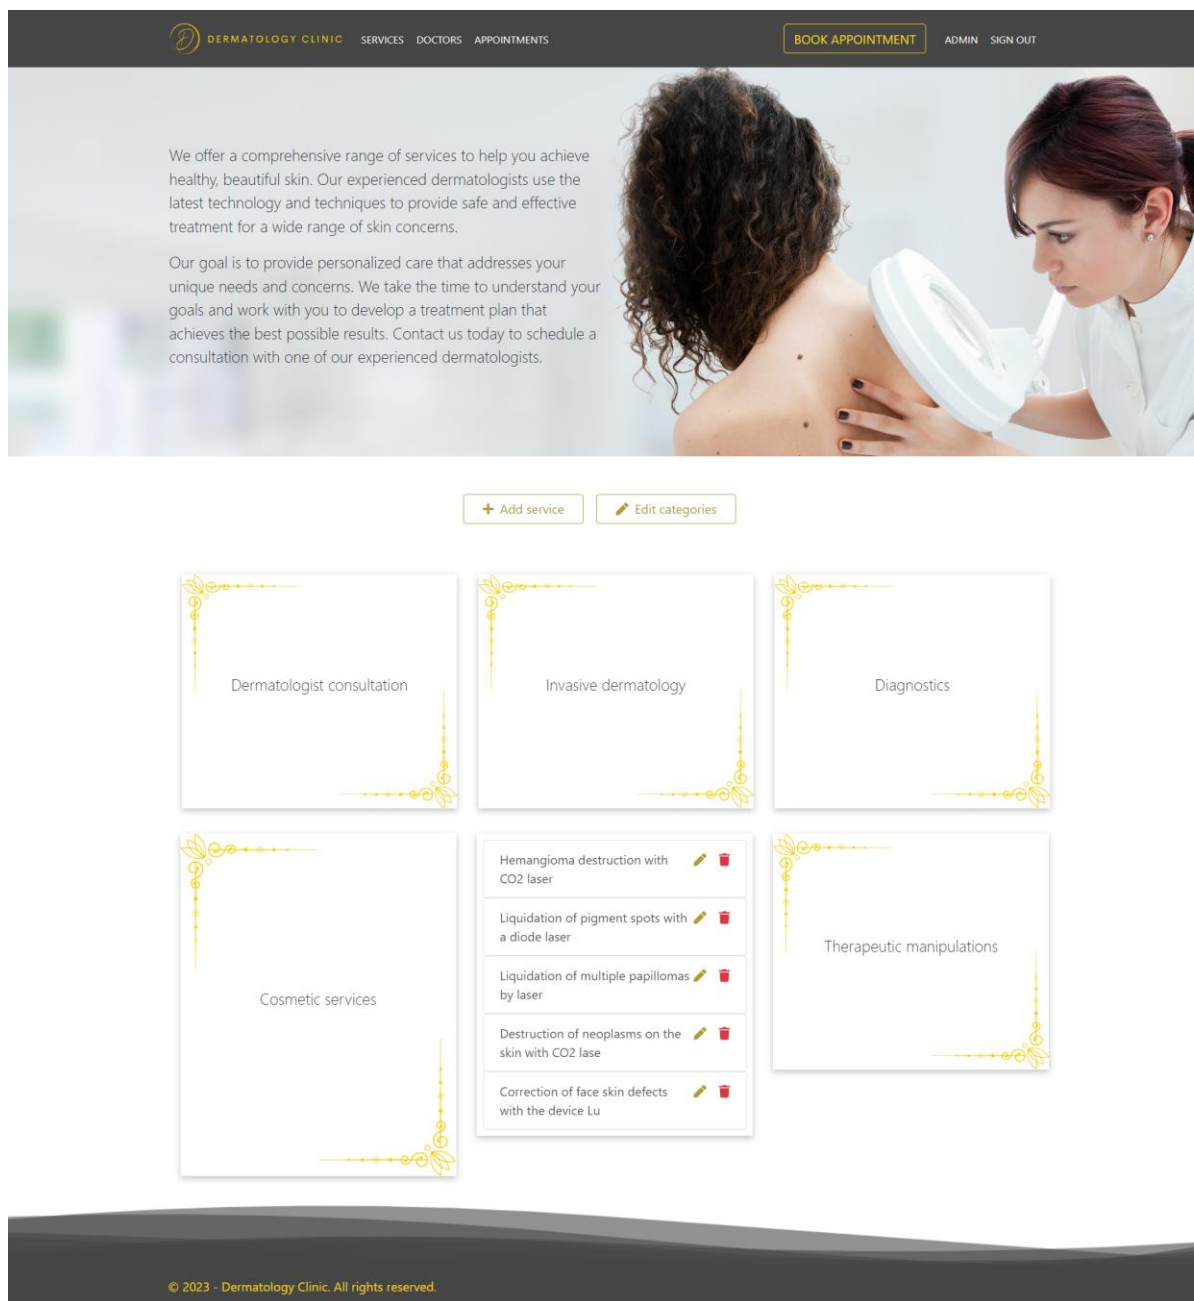 DERMATOLOGY CLINIC SERVICES DOCTORS APPOINTMENTS BOOK APPOINTMENT ADMIN SIGN OUT
We offer a comprehensive range of services to help you achieve
healthy, beautiful skin. Our experienced dermatologists use the
latest technology and techniques to provide safe and effective
treatment for a wide range of skin concerns.
Our goal is to provide personalized care that addresses your
unique needs and concerns. We take the time to understand your
goals and work with you to develop a treatment plan that
achieves the best possible results. Contact us today to schedule a
consultation with one of our experienced dermatologists.
Add service Edit categories
Dermatologist consultation Invasive dermatology Diagnostics
Cosmetic services
Hemangioma destruction with
CO2 laser
Liquidation of pigment spots with
a diode laser
Liquidation of multiple papillomas
by laser
Destruction of neoplasms on the
skin with CO2 lase
Correction of face skin defects
with the device Lu
Therapeutic manipulations
© 2023 - Dermatology Clinic. All rights reserved.